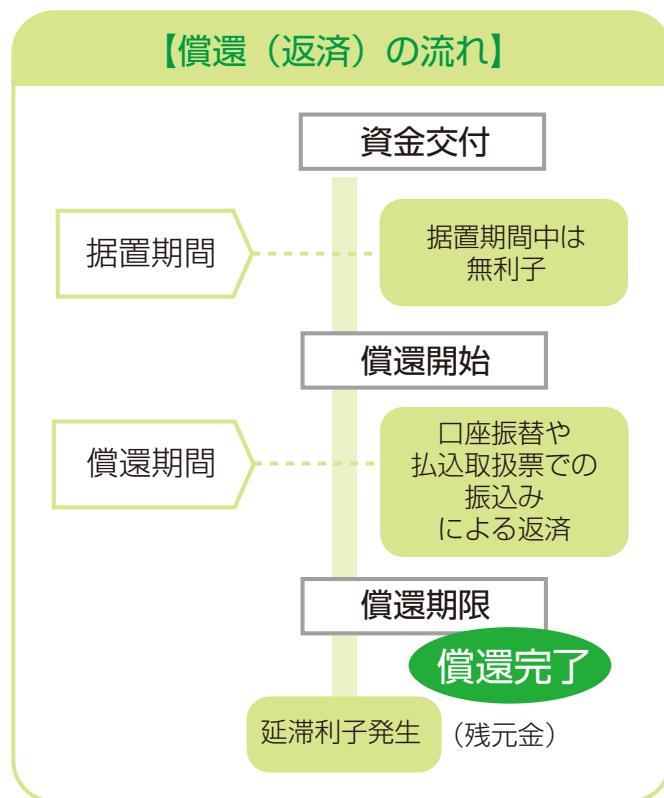 【償還（返済）の流れ】
資金交付
据置期間
据置期間中は
無利子
償還開始
償還期間
口座振替や
払込取扱票での
振込み
による返済
償還期限
償還完了
延滞利子発生
（残元金）